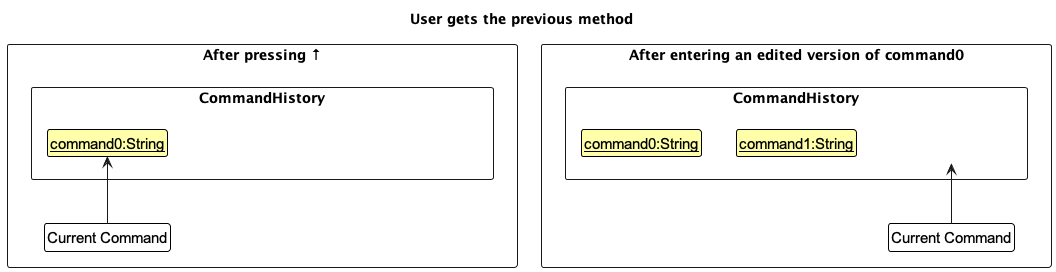 User gets the previous method
After pressing ↑
CommandHistory
command0:String
Current Command
After entering an edited version of command0
CommandHistory
command0:String
command1:String
Current Command